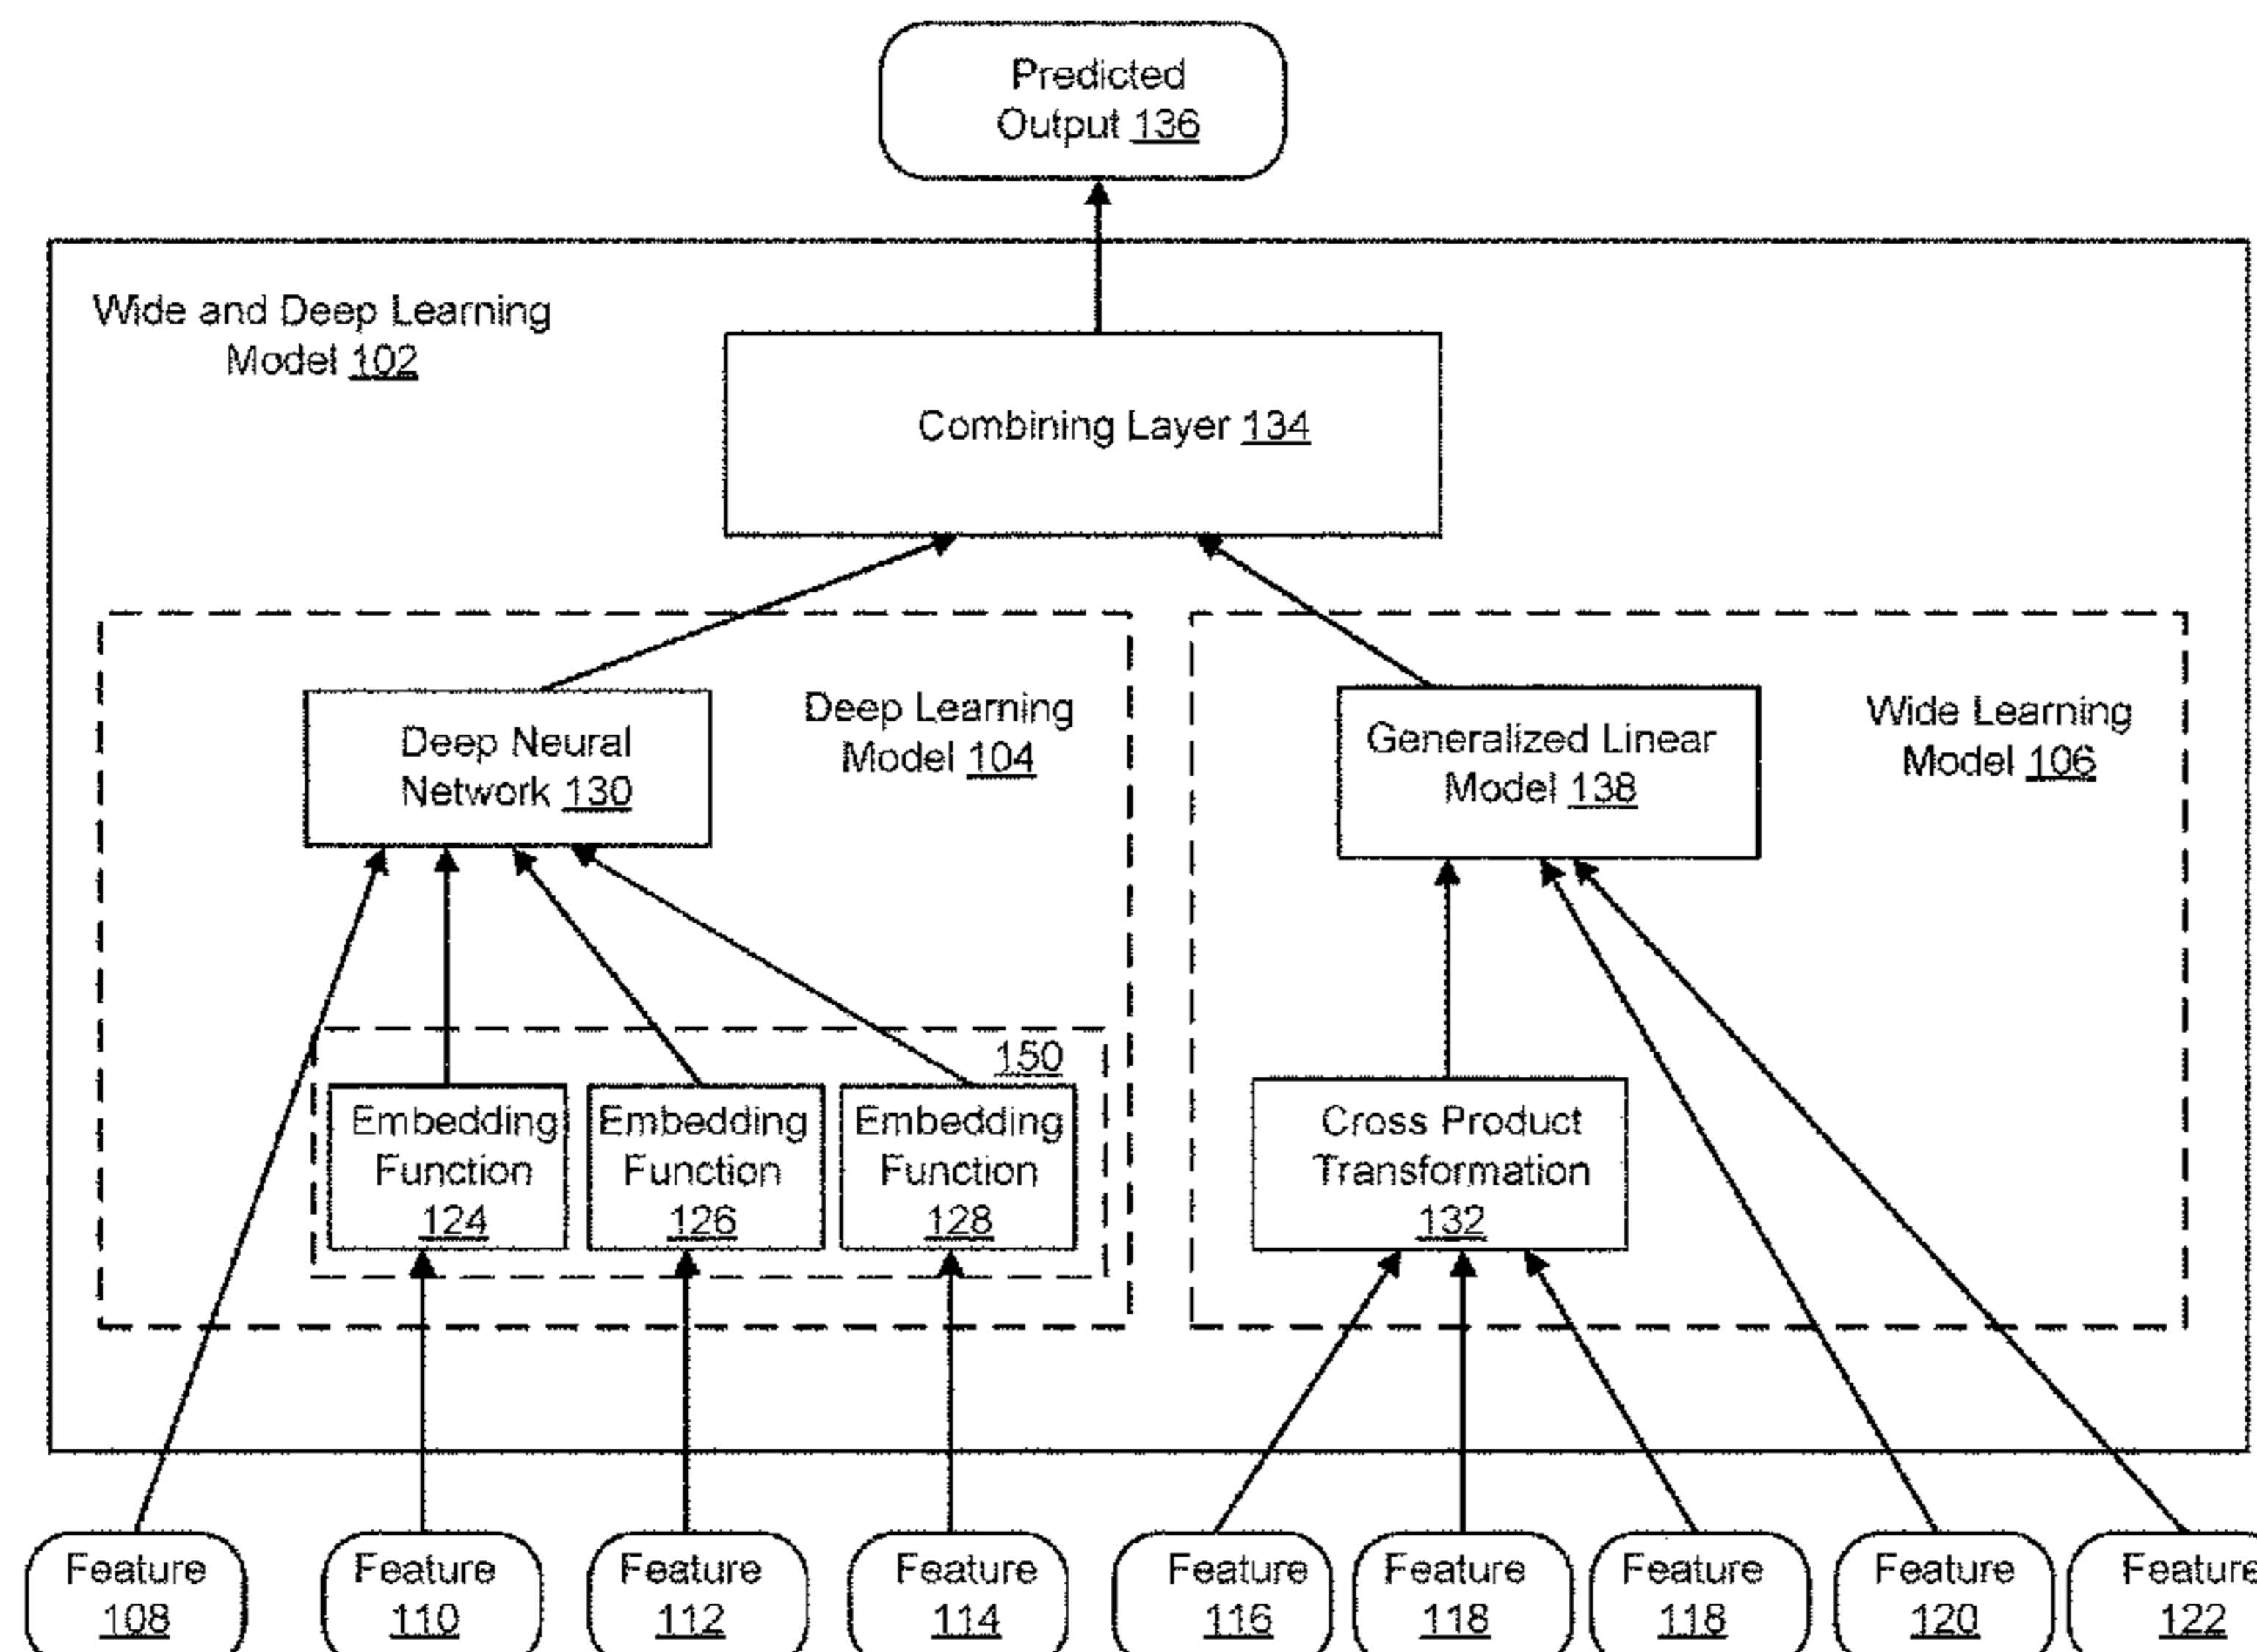 Predicted
Output 136
Wide and Deep Learning
Model 102
Combining Layer 134
Deep Learning
Model 104
Deep Neural
Network 130
Wide Learning
Model 106
Generalized Linear
Model 138
150
Embedding
Function
124
Embedding
Function
126
Embedding
Function
128
Cross Product
Transformation
132
Feature
108
Feature
110
Feature
112
Feature
114
Feature
116
Feature
118
Feature
118
Feature
120
Feature
122